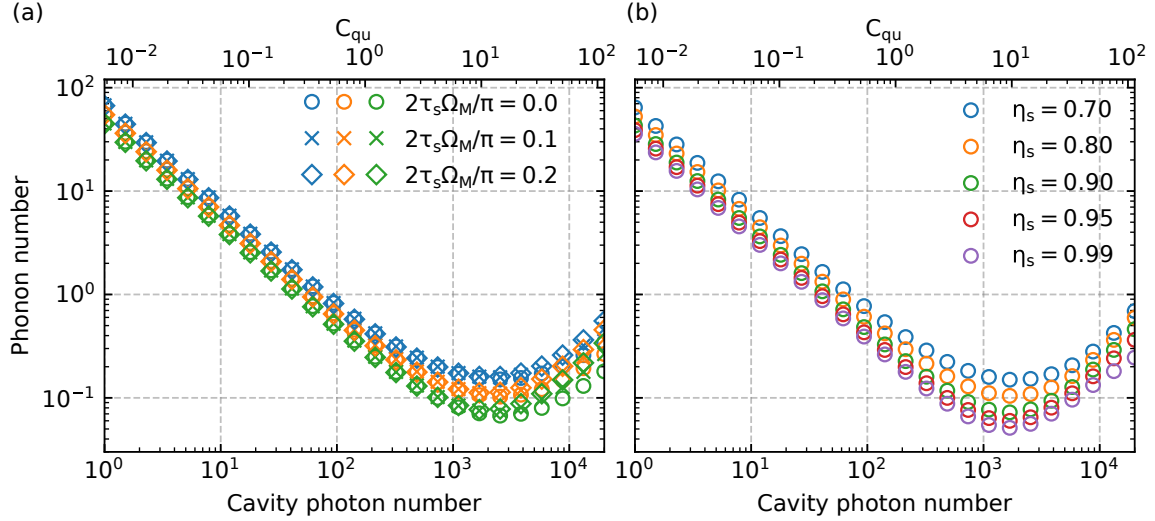 (a)
C_qu
10^-2 10^-1 10^0 10^1 10^2
Phonon number
10^2
10^1
10^0
10^-1
2τ_sΩ_M/π = 0.0
2τ_sΩ_M/π = 0.1
2τ_sΩ_M/π = 0.2
10^0 10^1 10^2 10^3 10^4
Cavity photon number
(b)
C_qu
10^-2 10^-1 10^0 10^1 10^2
η_s = 0.70
η_s = 0.80
η_s = 0.90
η_s = 0.95
η_s = 0.99
10^0 10^1 10^2 10^3 10^4
Cavity photon number